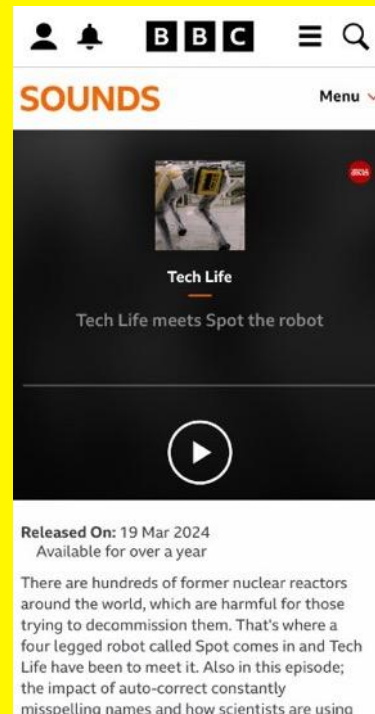 BBC
SOUNDS
Menu
Tech Life
Tech Life meets Spot the robot
Released On: 19 Mar 2024
Available for over a year
There are hundreds of former nuclear reactors
around the world, which are harmful for those
trying to decommission them. That's where a
four legged robot called Spot comes in and Tech
Life have been to meet it. Also in this episode;
the impact of auto-correct constantly
misspelling names and how scientists are using